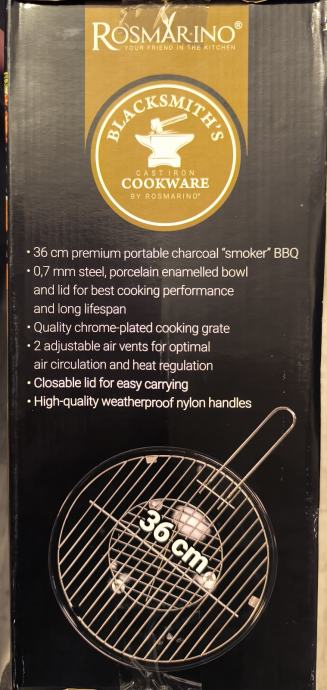 ROSMARINO®
YOUR FRIEND IN THE KITCHEN
BLACKSMITH'S
CAST IRON
COOKWARE
BY ROSMARINO®
• 36 cm premium portable charcoal “smoker” BBQ
• 0,7 mm steel, porcelain enamelled bowl
and lid for best cooking performance
and long lifespan
• Quality chrome-plated cooking grate
• 2 adjustable air vents for optimal
air circulation and heat regulation
• Closable lid for easy carrying
• High-quality weatherproof nylon handles
36 cm